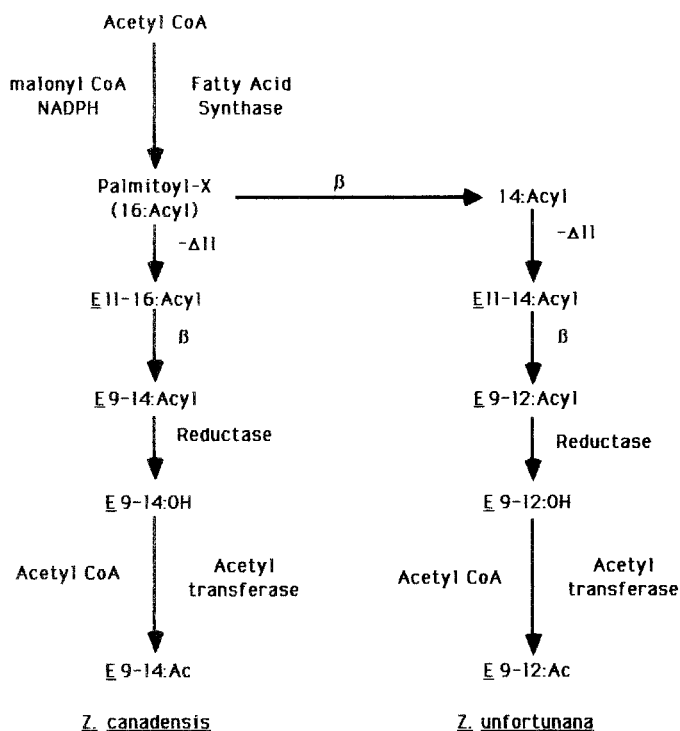 Acetyl CoA
malonyl CoA Fatty Acid
NADPH Synthase
Palmitoyl-X β 14:Acyl
(16:Acyl)
-Δ11 -Δ11
E11-16:Acyl E11-14:Acyl
β β
E9-14:Acyl E9-12:Acyl
Reductase Reductase
E9-14:OH E9-12:OH
Acetyl CoA Acetyl transferase Acetyl CoA Acetyl transferase
E9-14:Ac E9-12:Ac
Z. canadensis Z. unfortunana